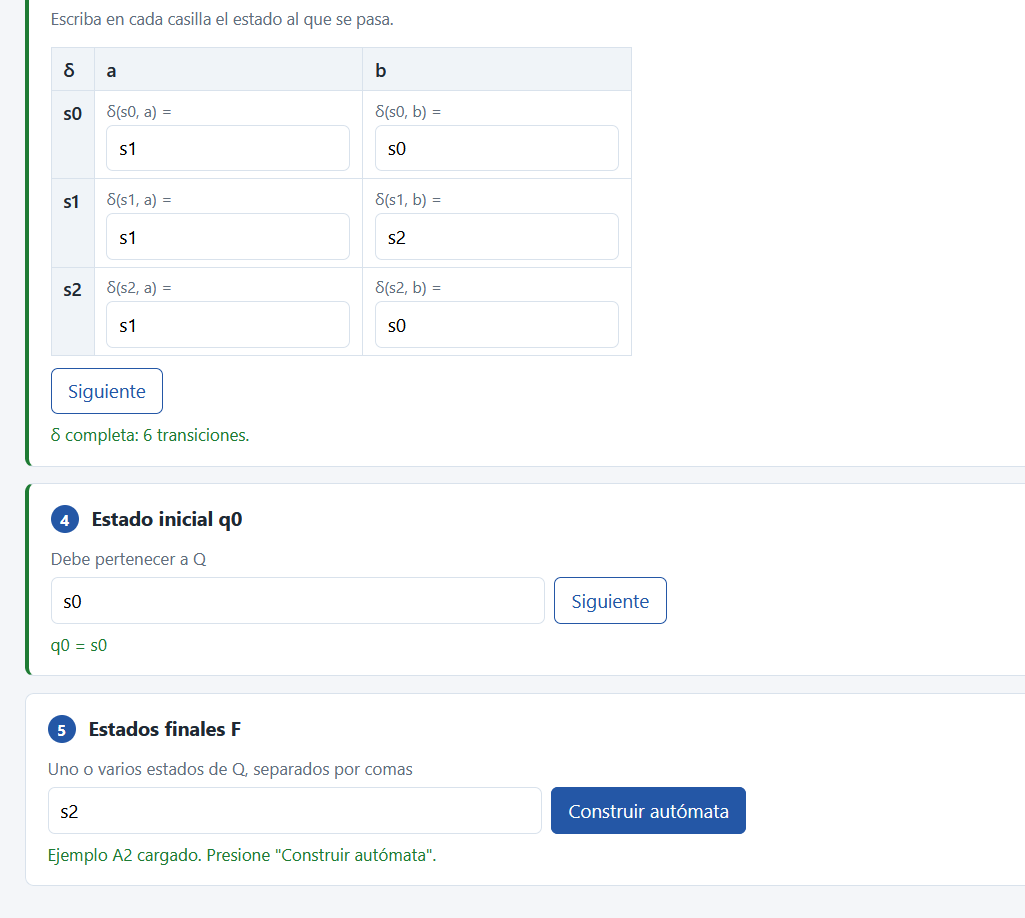 Escriba en cada casilla el estado al que se pasa.
δ a b
s0 δ(s0, a) = δ(s0, b) =
s1 s0
s1 δ(s1, a) = δ(s1, b) =
s1 s2
s2 δ(s2, a) = δ(s2, b) =
s1 s0
Siguiente
δ completa: 6 transiciones.
4 Estado inicial q0
Debe pertenecer a Q
s0 Siguiente
q0 = s0
5 Estados finales F
Uno o varios estados de Q, separados por comas
s2 Construir autómata
Ejemplo A2 cargado. Presione "Construir autómata".